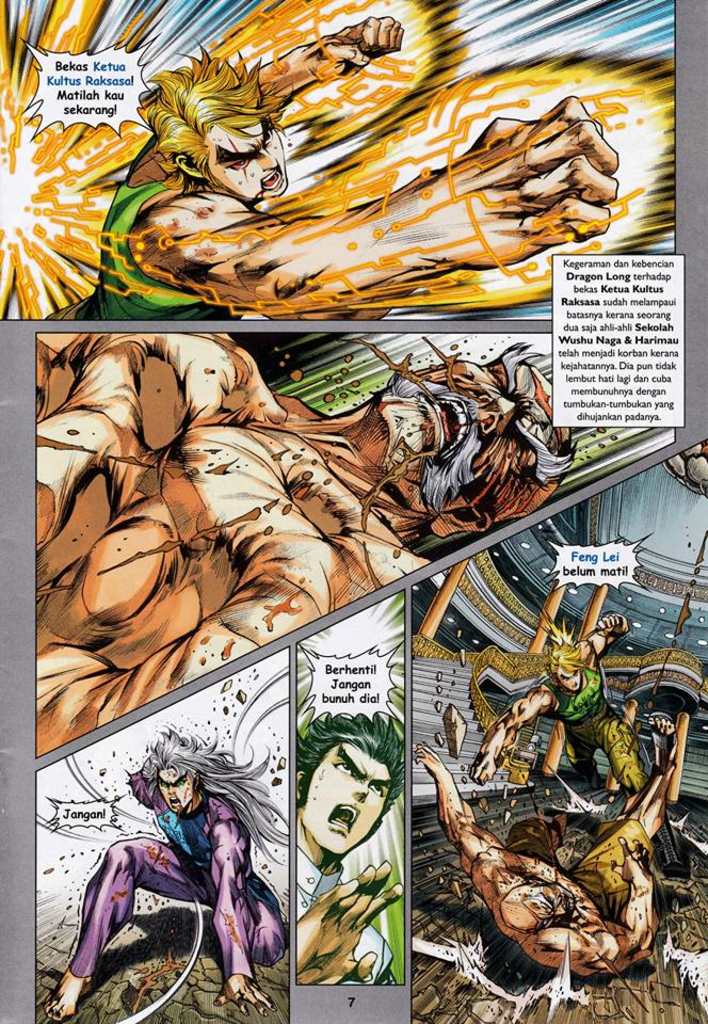 Bekas Ketua
Kultus Raksasa!
Matilah kau
sekarang!
Kegeraman dan kebencian
Dragon Long terhadap
bekas Ketua Kultus
Raksasa sudah melampaui
batasnya kerana seorang
dua saja ahli-ahli Sekolah
Wushu Naga & Harimau
telah menjadi korban kerana
kejahatannya. Dia pun tidak
lembut hati lagi dan cuba
membunuhnya dengan
tumbukan-tumbukan yang
dihujankan padanya.
Feng Lei
belum mati!
Berhenti!
Jangan
bunuh dia!
Jangan!
7